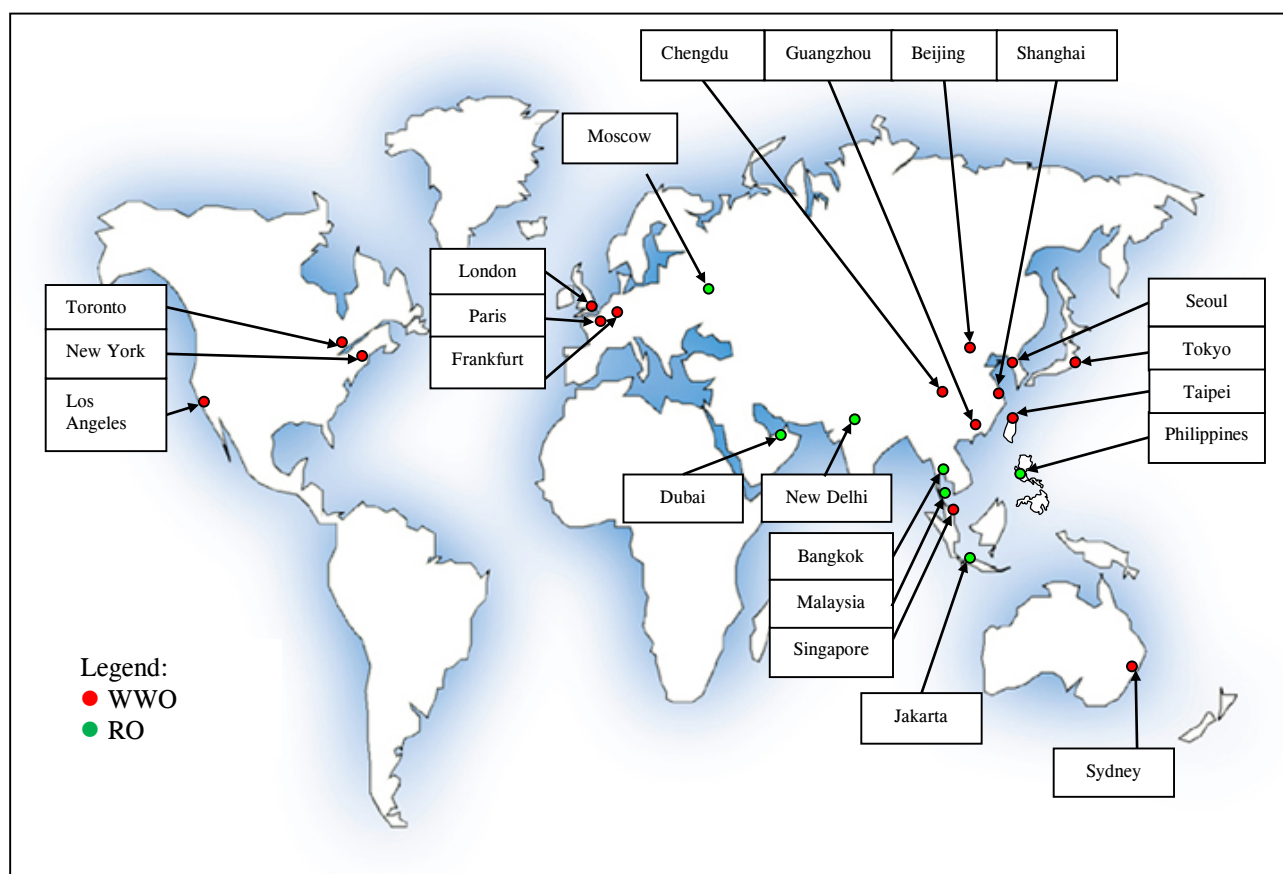 Chengdu
Guangzhou
Beijing
Shanghai
Moscow
London
Paris
Frankfurt
Toronto
New York
Los
Angeles
Seoul
Tokyo
Taipei
Philippines
Dubai
New Delhi
Bangkok
Malaysia
Singapore
Jakarta
Sydney
Legend:
WWO
RO